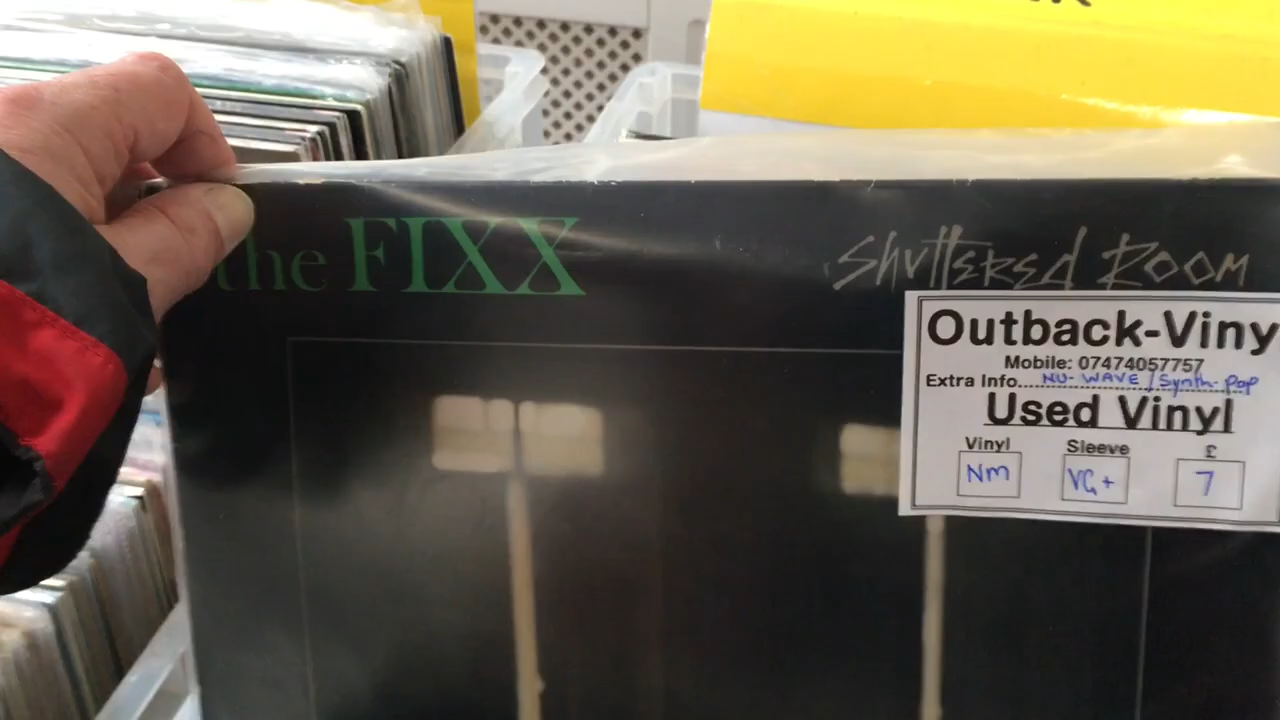 the FIXX
Shuttered Room
Outback-Viny
Mobile: 07474057757
Extra Info....NU-WAVE / Synth-Pop
Used Vinyl
Vinyl Sleeve £
NM VG+ 7